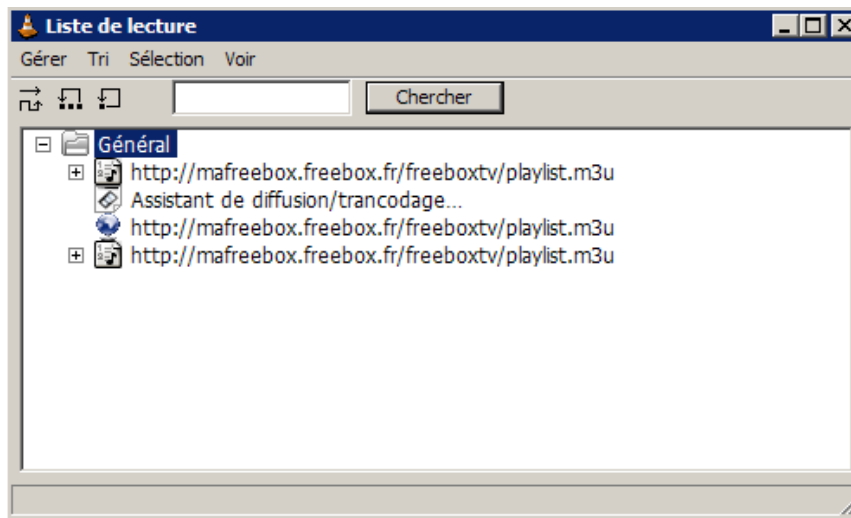 Liste de lecture
Gérer Tri Sélection Voir
Chercher
Général
http://mafreebox.freebox.fr/freeboxtv/playlist.m3u
Assistant de diffusion/trancodage...
http://mafreebox.freebox.fr/freeboxtv/playlist.m3u
http://mafreebox.freebox.fr/freeboxtv/playlist.m3u